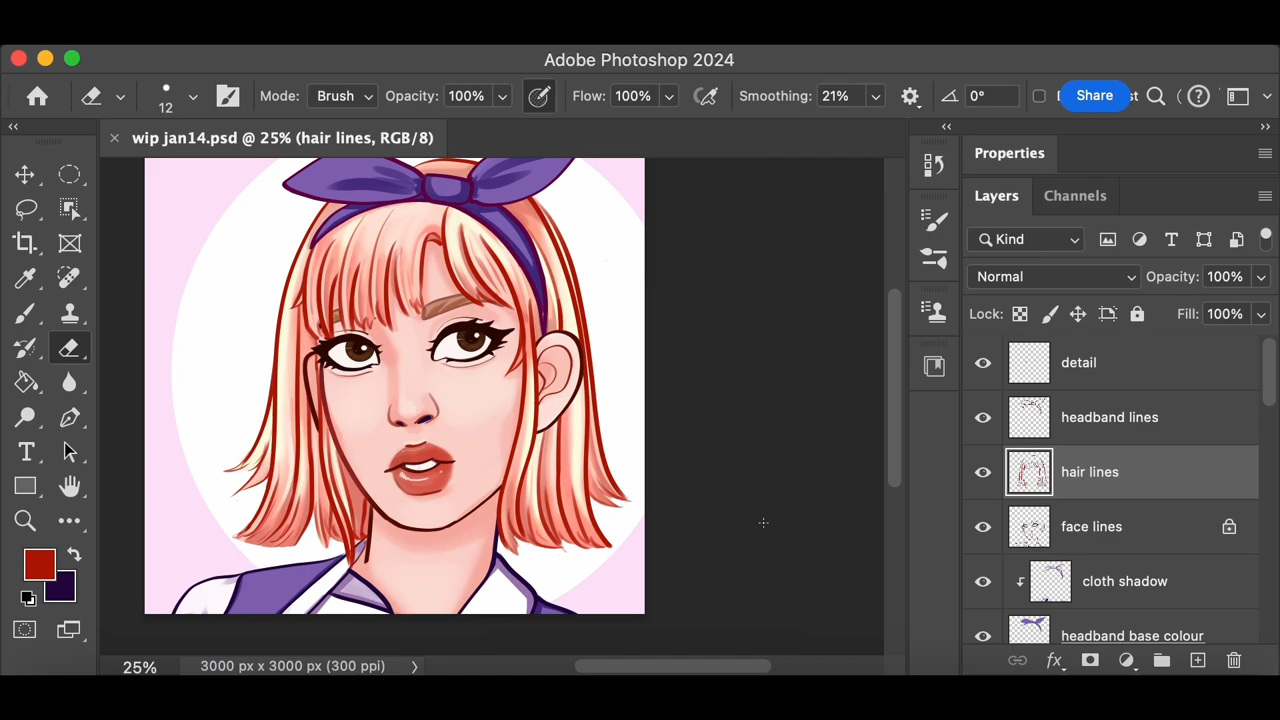 Adobe Photoshop 2024
12 Mode: Brush Opacity: 100% Flow: 100% Smoothing: 21% 0° Share
wip jan14.psd @ 25% (hair lines, RGB/8)
Properties
Layers Channels
Kind
Normal Opacity: 100%
Lock: Fill: 100%
detail
headband lines
hair lines
face lines
cloth shadow
headband base colour
fx
25% 3000 px x 3000 px (300 ppi)